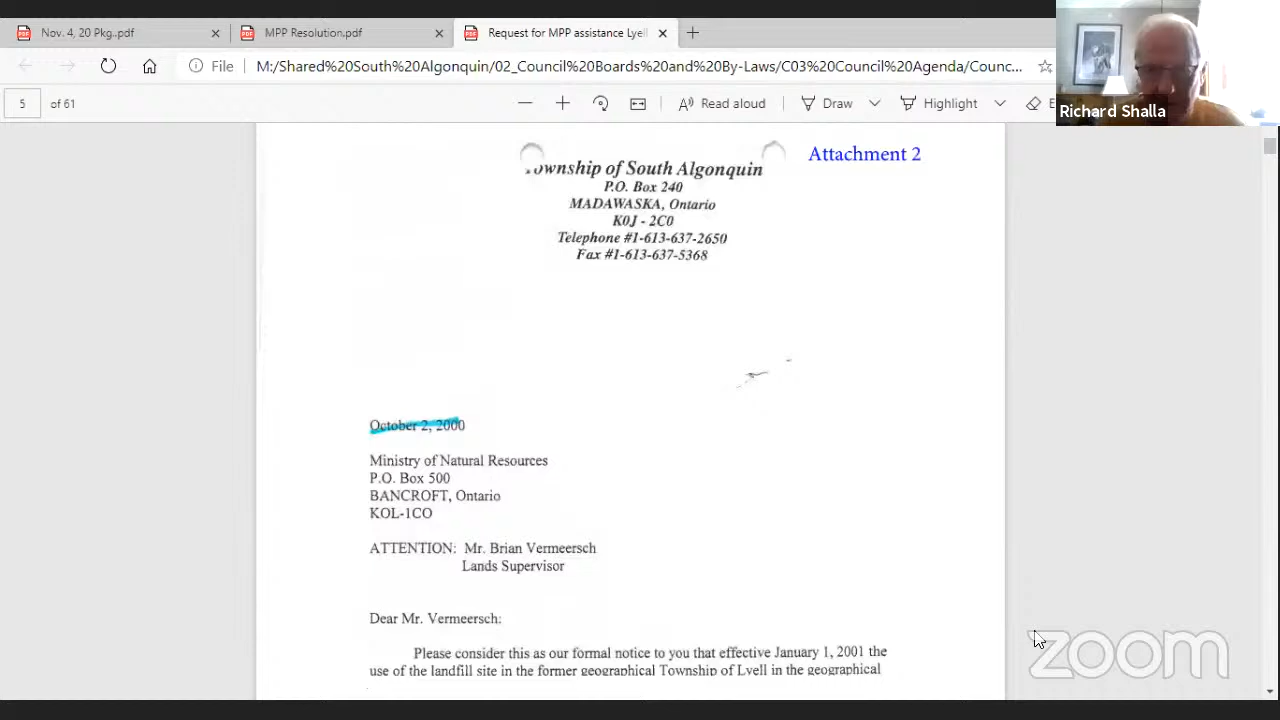 Nov. 4, 20 Pkg..pdf
MPP Resolution.pdf
Request for MPP assistance Lyell
File
M:/Shared%20South%20Algonquin/02_Council%20Boards%20and%20By-Laws/C03%20Council%20Agenda/Counc...
5 of 61
Read aloud
Draw
Highlight
Richard Shalla
Attachment 2
Township of South Algonquin
P.O. Box 240
MADAWASKA, Ontario
K0J - 2C0
Telephone #1-613-637-2650
Fax #1-613-637-5368
October 2, 2000
Ministry of Natural Resources
P.O. Box 500
BANCROFT, Ontario
KOL-1CO
ATTENTION: Mr. Brian Vermeersch
Lands Supervisor
Dear Mr. Vermeersch:
Please consider this as our formal notice to you that effective January 1, 2001 the
use of the landfill site in the former geographical Township of Lyell in the geographical
zoom